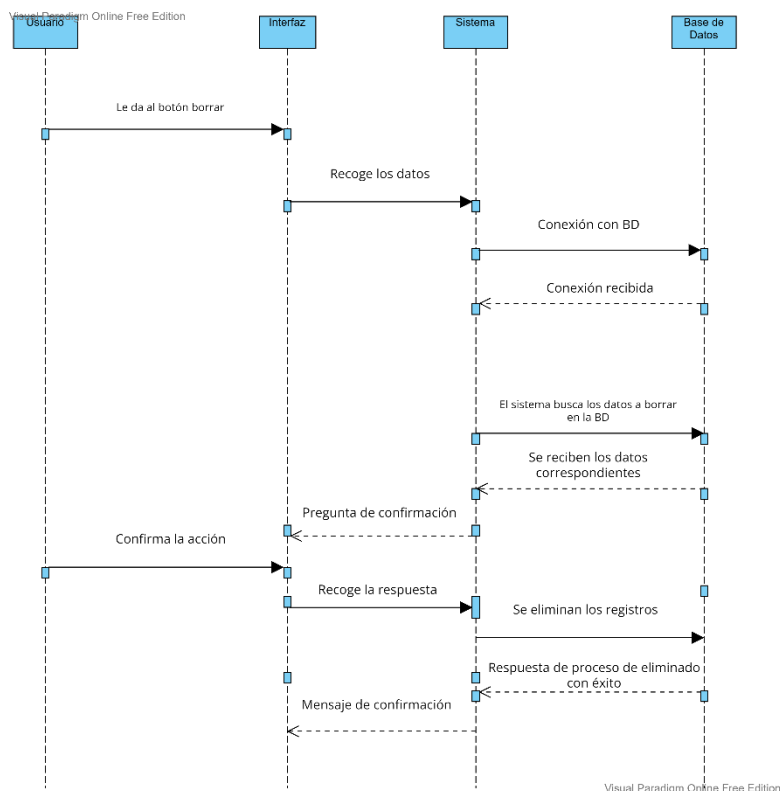 Visual Paradigm Online Free Edition
Usuario
Interfaz
Sistema
Base de
Datos
Le da al botón borrar
Recoge los datos
Conexión con BD
Conexión recibida
El sistema busca los datos a borrar
en la BD
Se reciben los datos
correspondientes
Pregunta de confirmación
Confirma la acción
Recoge la respuesta
Se eliminan los registros
Respuesta de proceso de eliminado
con éxito
Mensaje de confirmación
Visual Paradigm Online Free Edition